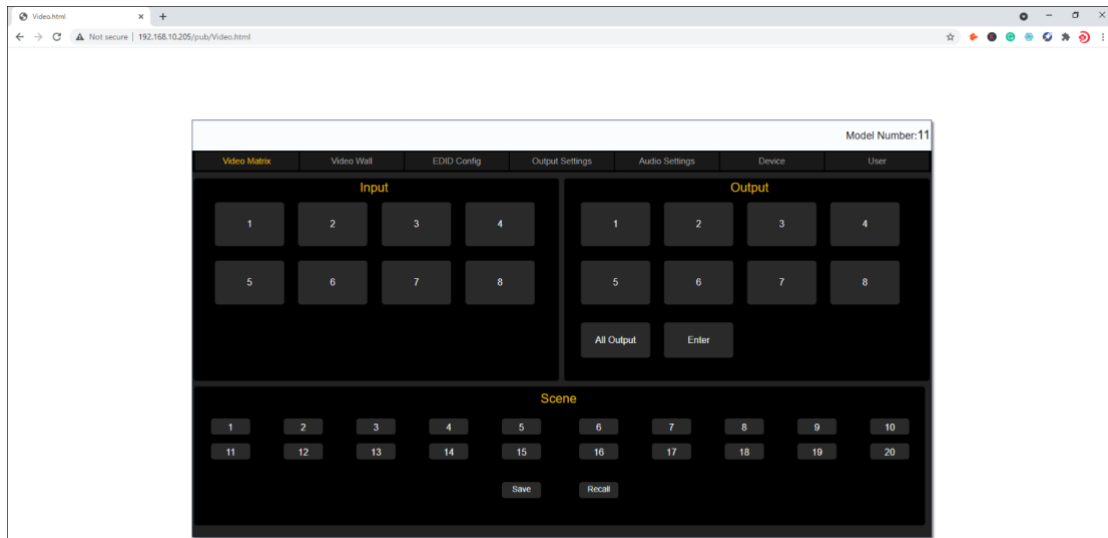 Video.html
Not secure | 192.168.10.205/pub/Video.html
Model Number:11
Video Matrix Video Wall EDID Config Output Settings Audio Settings Device User
Input
1 2 3 4
5 6 7 8
Output
1 2 3 4
5 6 7 8
All Output Enter
Scene
1 2 3 4 5 6 7 8 9 10
11 12 13 14 15 16 17 18 19 20
Save Recall